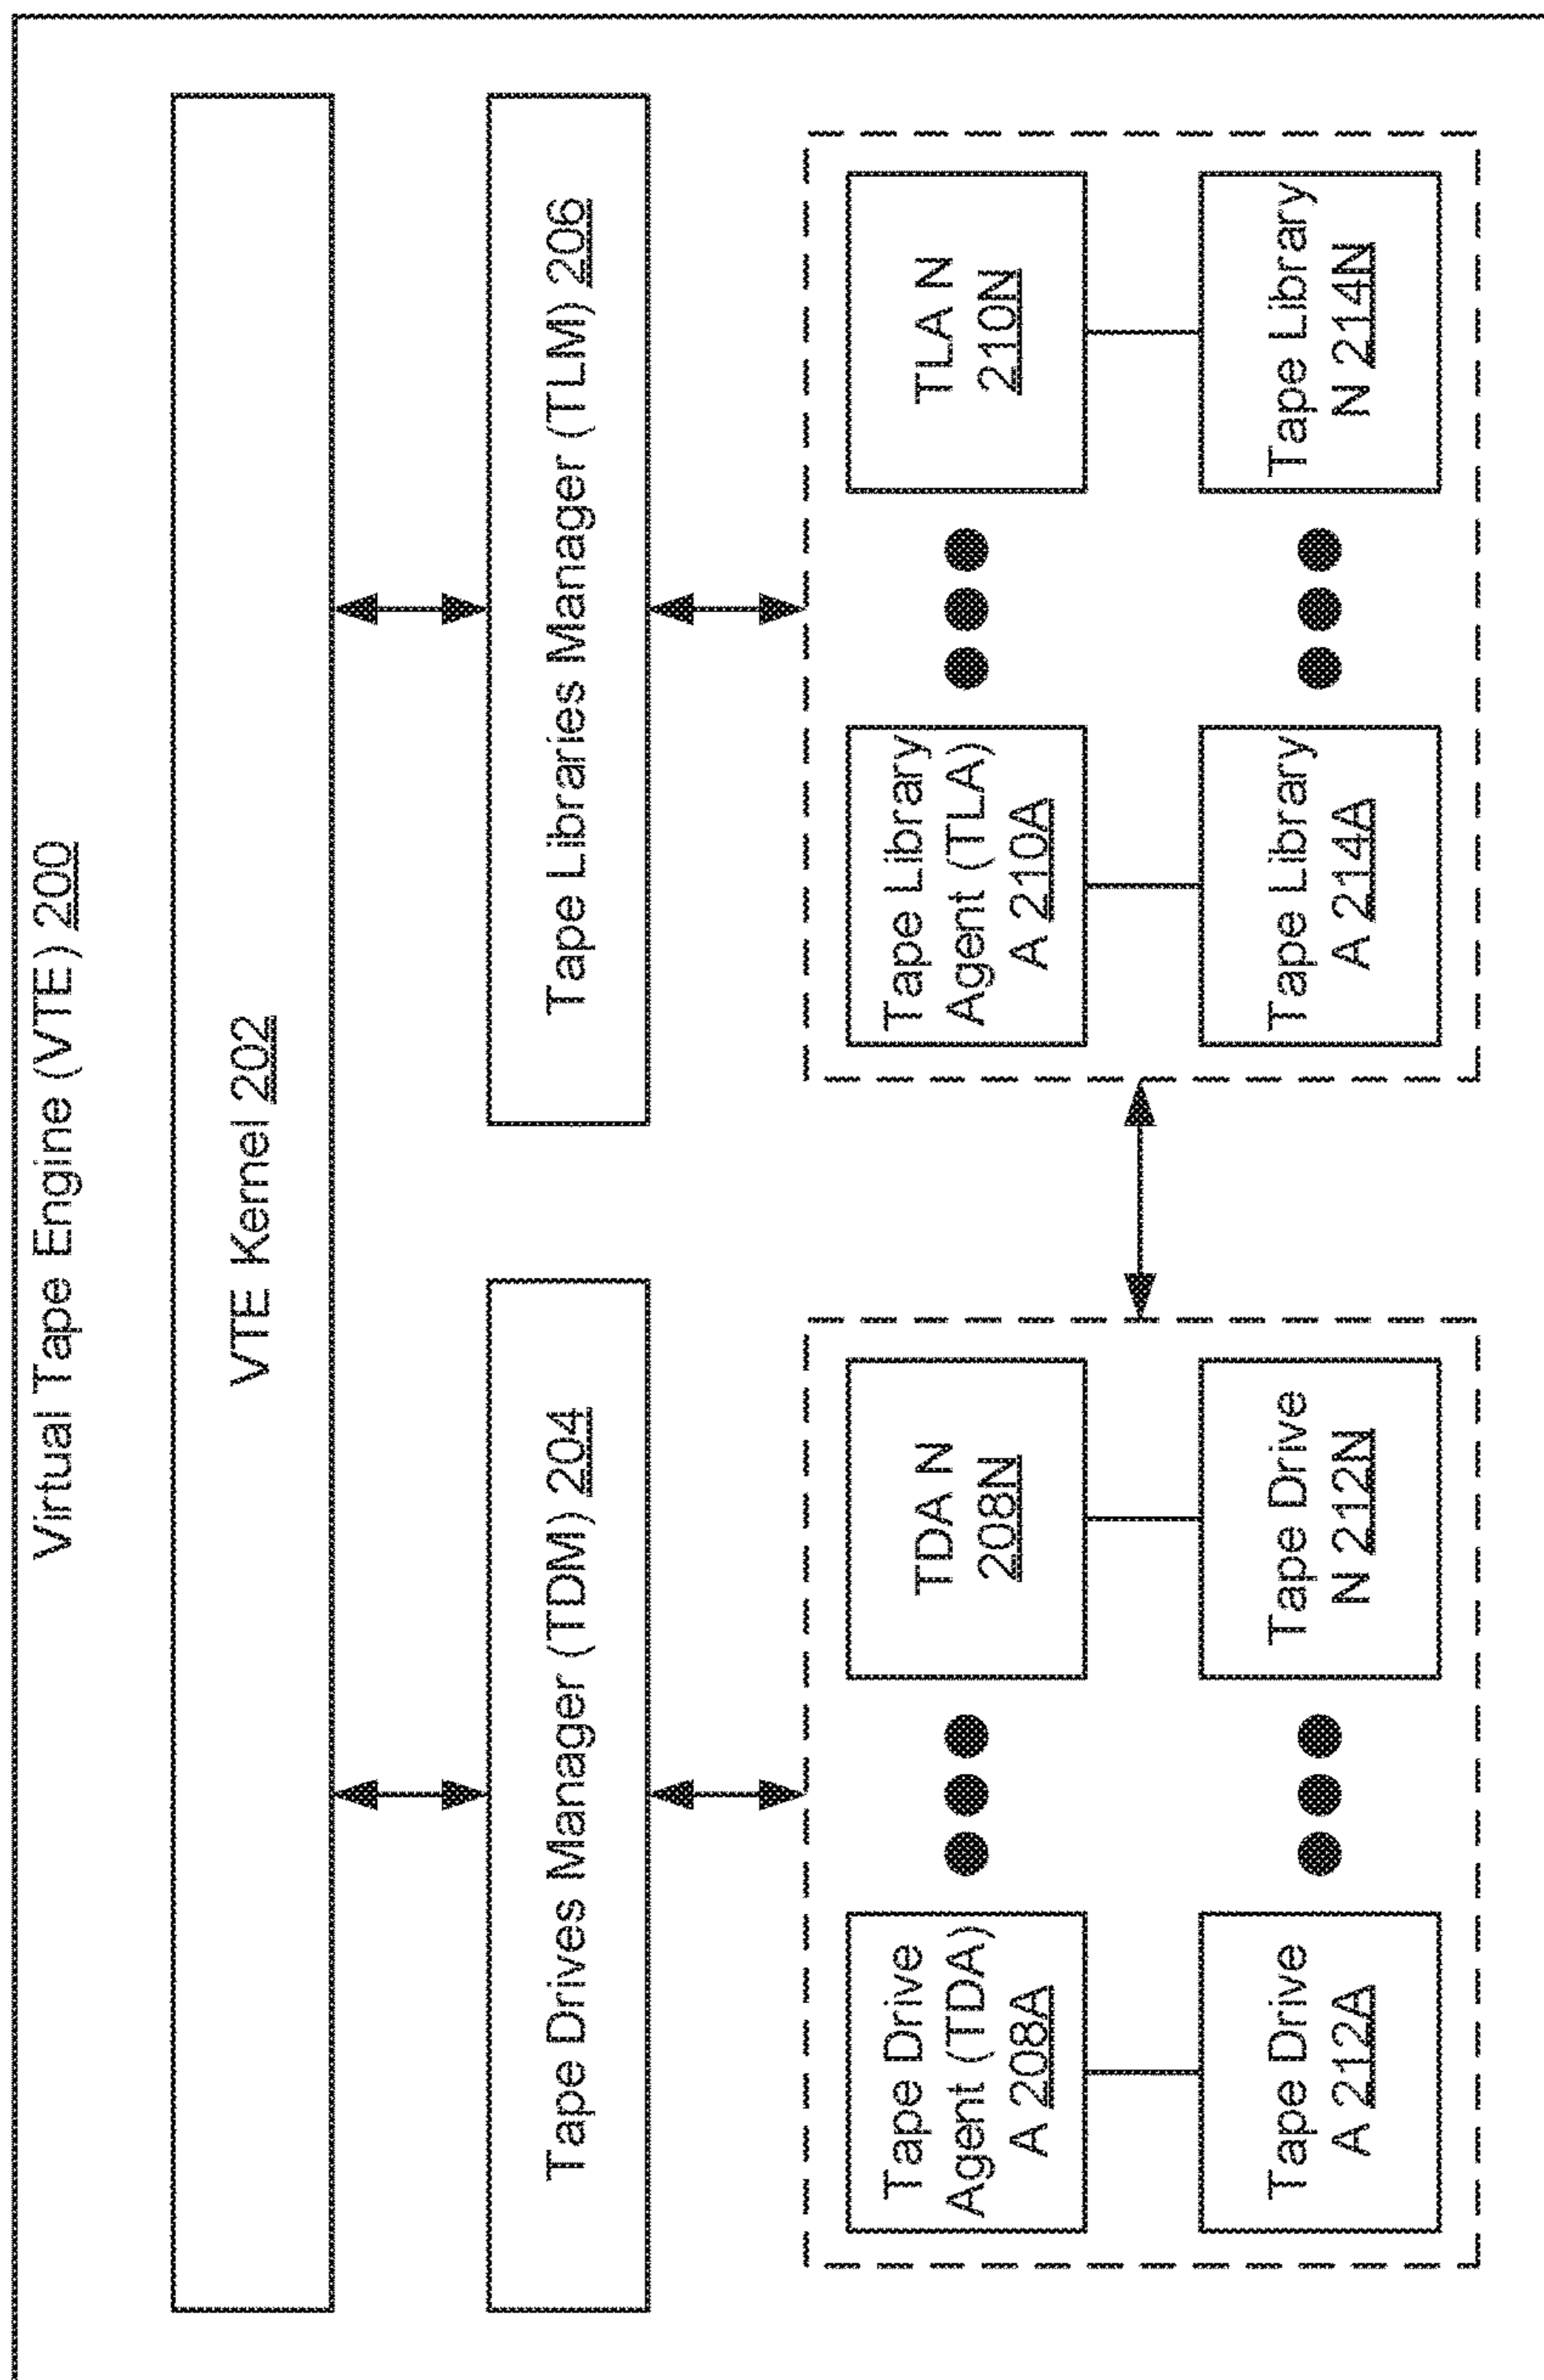 Virtual Tape Engine (VTE) 200
VTE Kernel 202
Tape Drives Manager (TDM) 204
Tape Libraries Manager (TLM) 206
Tape Drive
Agent (TDA)
A 208A
TDA N
208N
Tape Library
Agent (TLA)
A 210A
TLA N
210N
Tape Drive
A 212A
Tape Drive
N 212N
Tape Library
A 214A
Tape Library
N 214N